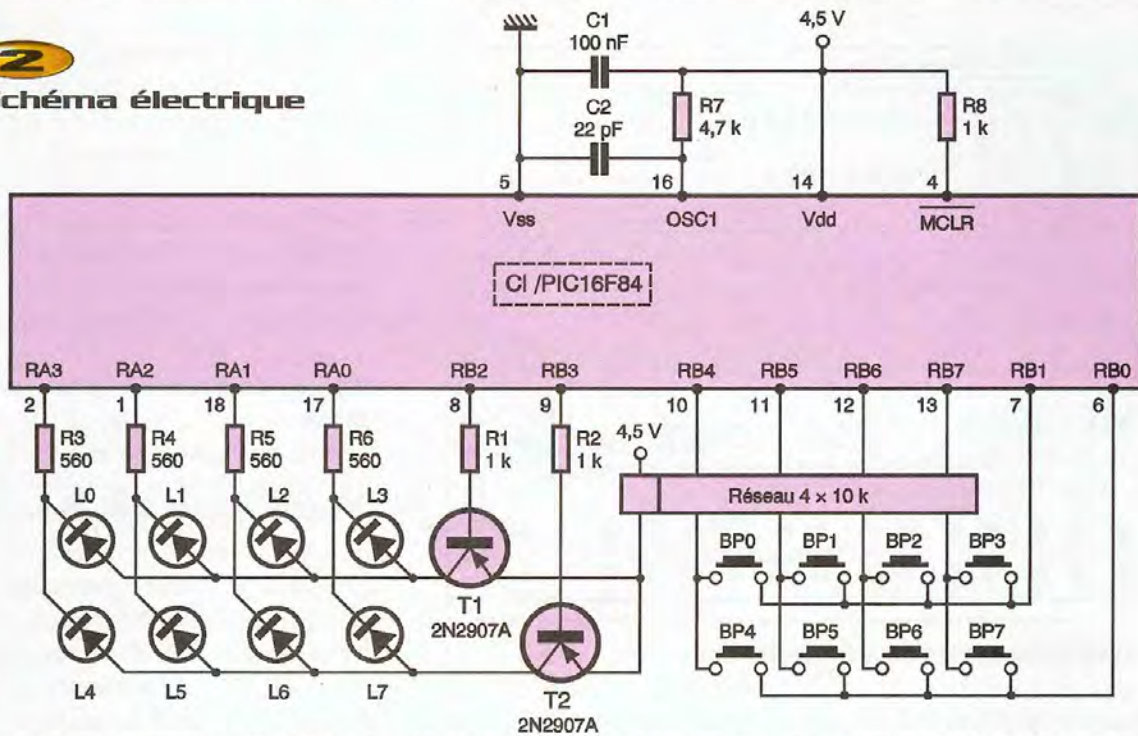 2
chéma électrique
C1
100 nF
4,5 V
C2
22 pF
R7
4,7 k
R8
1 k
5
16
14
4
Vss
OSC1
Vdd
MCLR
CI /PIC16F84
RA3
RA2
RA1
RA0
RB2
RB3
RB4
RB5
RB6
RB7
RB1
RB0
2
1
18
17
8
9
10
11
12
13
7
6
R3
560
R4
560
R5
560
R6
560
R1
1 k
R2
1 k
4,5 V
Réseau 4 × 10 k
L0
L1
L2
L3
BP0
BP1
BP2
BP3
T1
2N2907A
BP4
BP5
BP6
BP7
L4
L5
L6
L7
T2
2N2907A